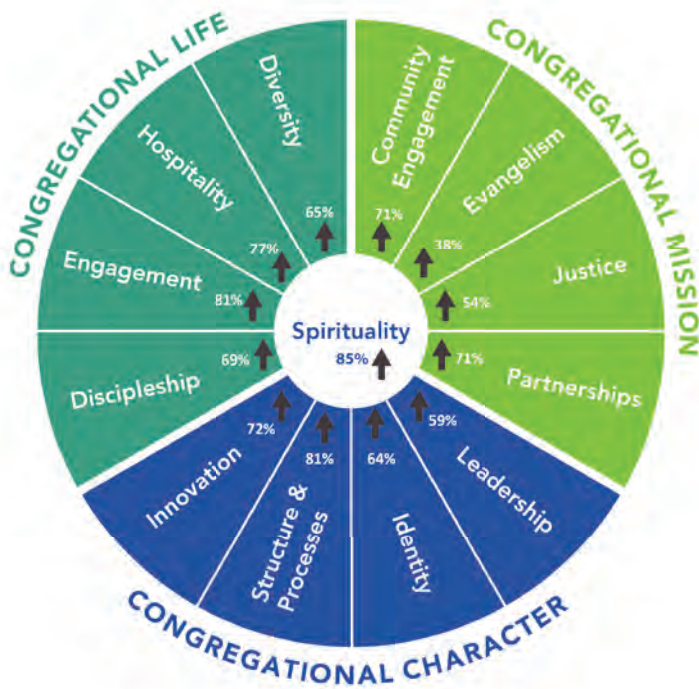 CONGREGATIONAL LIFE
Diversity
65%
Hospitality
77%
Engagement
81%
Discipleship
69%
CONGREGATIONAL MISSION
Community
Engagement
71%
Evangelism
38%
Justice
54%
Partnerships
71%
Spirituality
85%
CONGREGATIONAL CHARACTER
Innovation
72%
Structure &
Processes
81%
Identity
64%
Leadership
59%